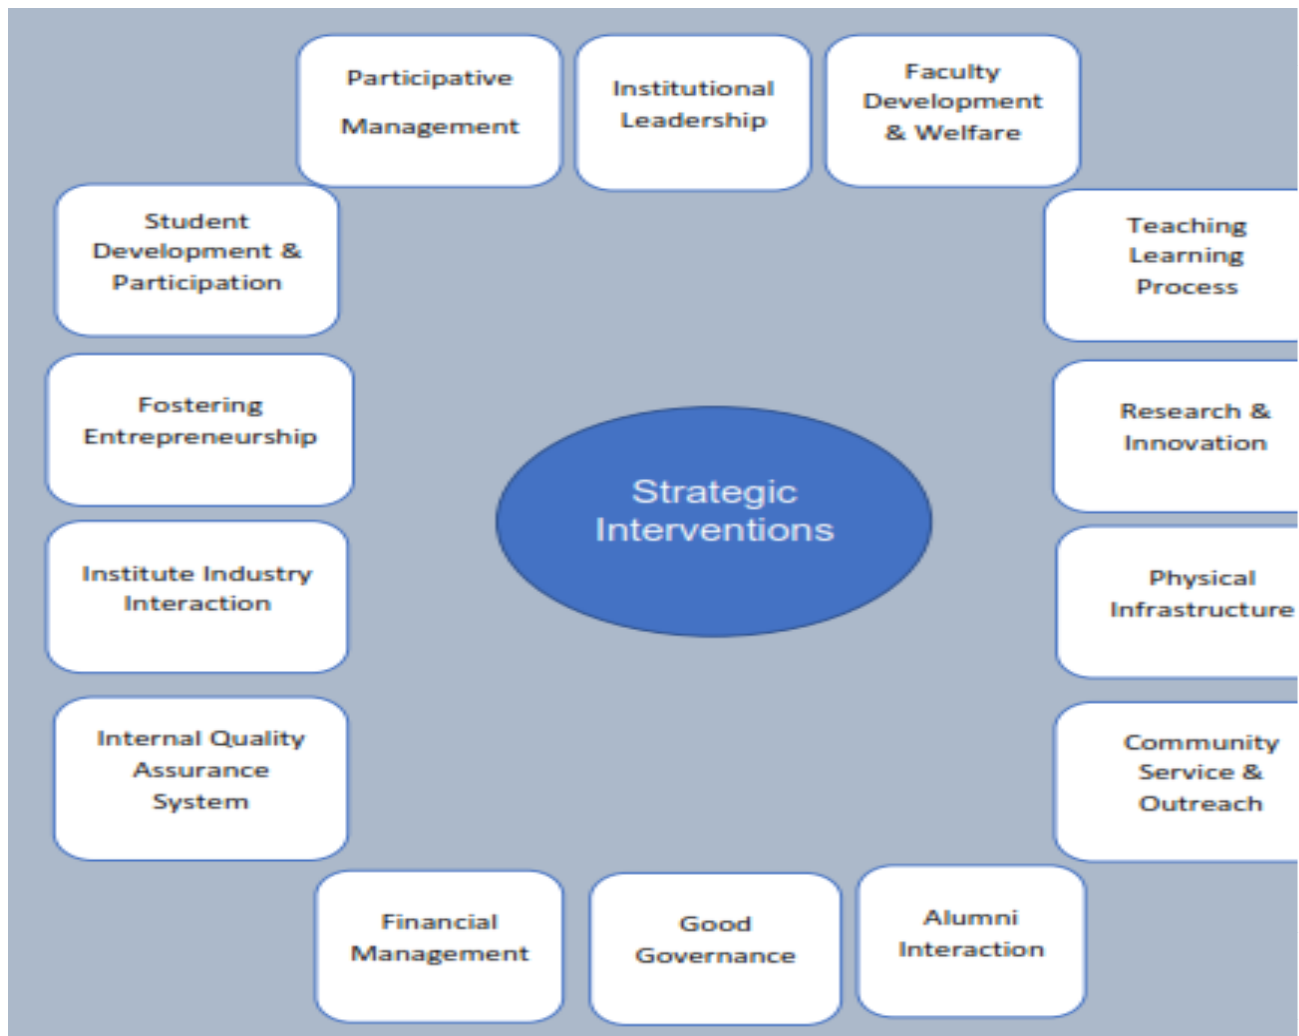 Participative
Management
Institutional
Leadership
Faculty
Development
& Welfare
Student
Development &
Participation
Teaching
Learning
Process
Fostering
Entrepreneurship
Research &
Innovation
Strategic
Interventions
Institute Industry
Interaction
Physical
Infrastructure
Internal Quality
Assurance
System
Community
Service &
Outreach
Financial
Management
Good
Governance
Alumni
Interaction